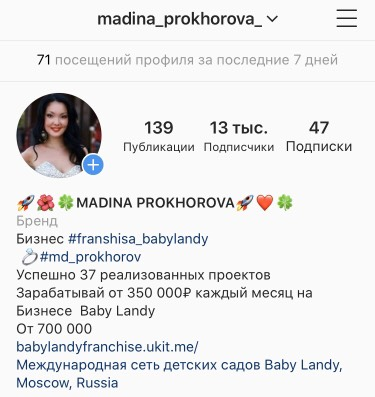 madina_prokhorova_
71 посещений профиля за последние 7 дней
139 13 тыс. 47
Публикации Подписчики Подписки
🚀🌺🍀MADINA PROKHOROVA🚀❤️🍀
Бренд
Бизнес #franshisa_babylandy
💍#md_prokhorov
Успешно 37 реализованных проектов
Зарабатывай от 350 000₽ каждый месяц на
Бизнесе Baby Landy
От 700 000
babylandyfranchise.ukit.me/
Международная сеть детских садов Baby Landy,
Moscow, Russia